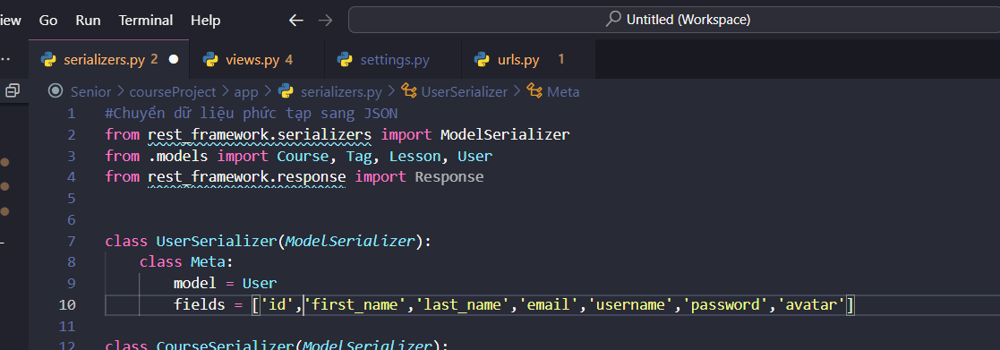 iew Go Run Terminal Help ← → Untitled (Workspace)
serializers.py 2 ● views.py 4 settings.py urls.py 1
Senior > courseProject > app > serializers.py > UserSerializer > Meta
1 #Chuyển dữ liệu phức tạp sang JSON
2 from rest_framework.serializers import ModelSerializer
3 from .models import Course, Tag, Lesson, User
4 from rest_framework.response import Response
5
6
7 class UserSerializer(ModelSerializer):
8 class Meta:
9 model = User
10 fields = ['id','first_name','last_name','email','username','password','avatar']
11
12 class CourseSerializer(ModelSerializer):